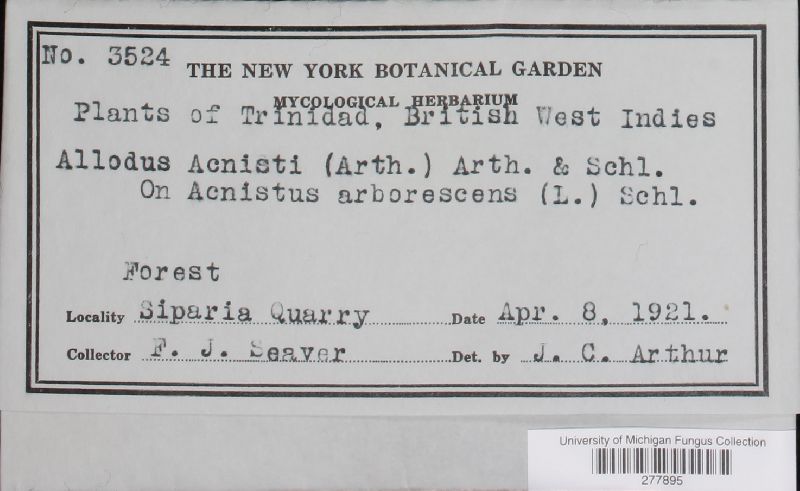 No. 3524
THE NEW YORK BOTANICAL GARDEN
MYCOLOGICAL HERBARIUM
Plants of Trinidad, British West Indies
Allodus Acnisti (Arth.) Arth. & Schl.
On Acnistus arborescens (L.) Schl.
Forest
Locality Siparia Quarry Date Apr. 8, 1921.
Collector F. J. Seaver Det. by J. C. Arthur
University of Michigan Fungus Collection
277895